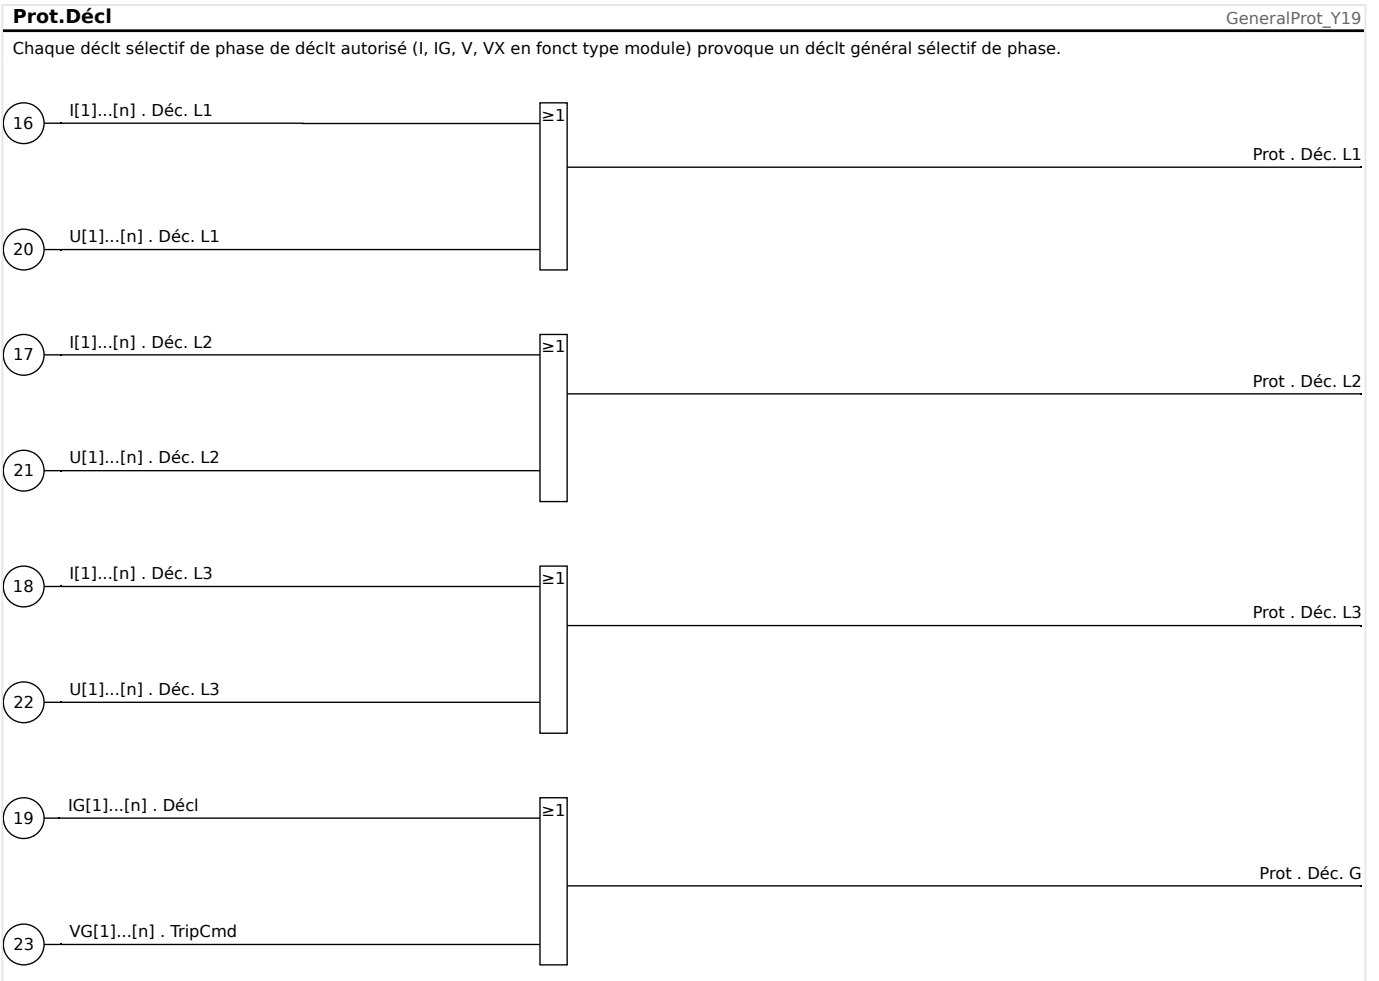 Prot.Décl
GeneralProt_Y19
Chaque déclt sélectif de phase de déclt autorisé (I, IG, V, VX en fonct type module) provoque un déclt général sélectif de phase.
16
I[1]...[n] . Déc. L1
≥1
Prot . Déc. L1
20
U[1]...[n] . Déc. L1
17
I[1]...[n] . Déc. L2
≥1
Prot . Déc. L2
21
U[1]...[n] . Déc. L2
18
I[1]...[n] . Déc. L3
≥1
Prot . Déc. L3
22
U[1]...[n] . Déc. L3
19
IG[1]...[n] . Décl
≥1
Prot . Déc. G
23
VG[1]...[n] . TripCmd